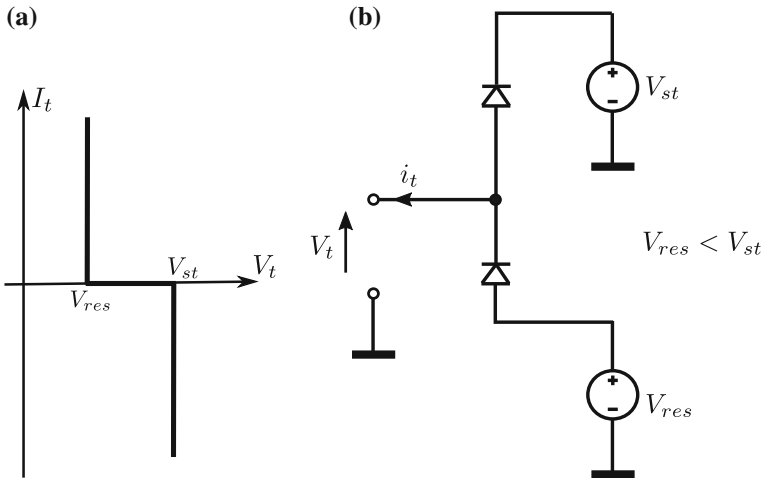 (a)
I_t
V_st
V_t
V_res
(b)
+
-
V_st
i_t
V_t
V_res < V_st
+
-
V_res